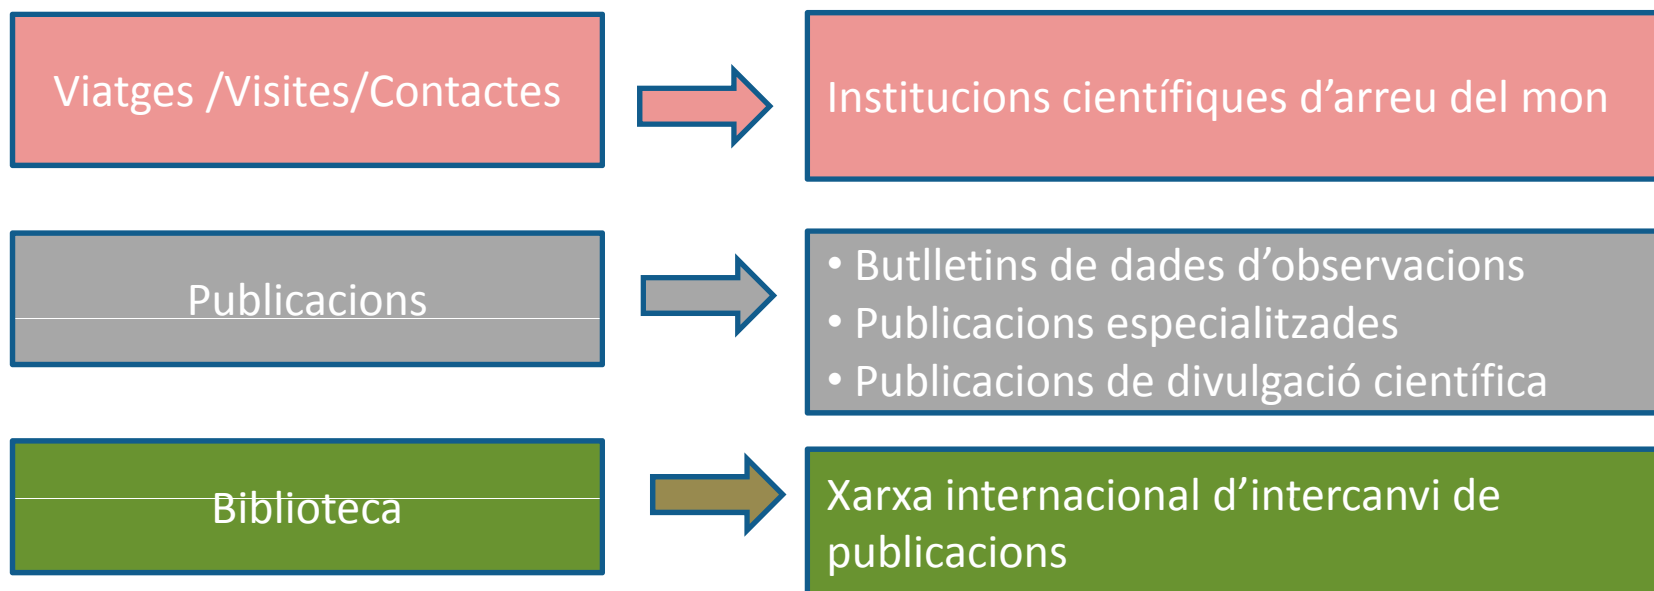 Viatges /Visites/Contactes
Institucions científiques d’arreu del mon
Publicacions
• Butlletins de dades d’observacions
• Publicacions especialitzades
• Publicacions de divulgació científica
Biblioteca
Xarxa internacional d’intercanvi de
publicacions